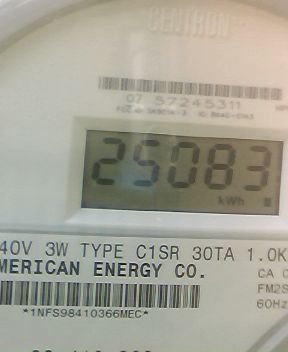 CENTRON
07 57245311
25083
kWh
40V 3W TYPE C1SR 30TA 1.0K
MERICAN ENERGY CO.
CA 0
FM2S
60Hz
*1NFS98410366MEC*